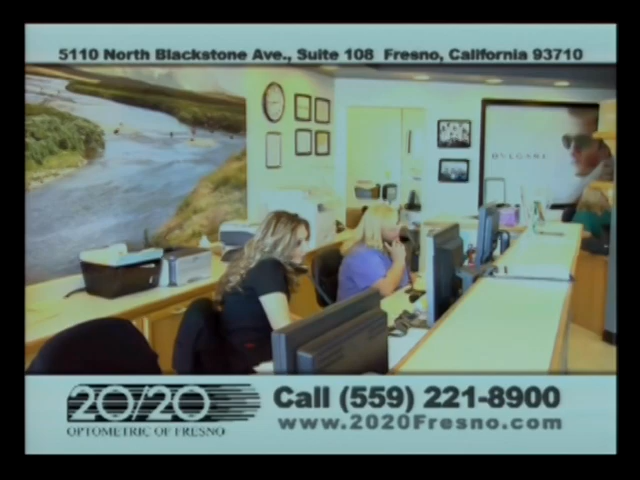 5110 North Blackstone Ave., Suite 108 Fresno, California 93710
BVLGARI
20/20
OPTOMETRIC OF FRESNO
Call (559) 221-8900
www.2020Fresno.com